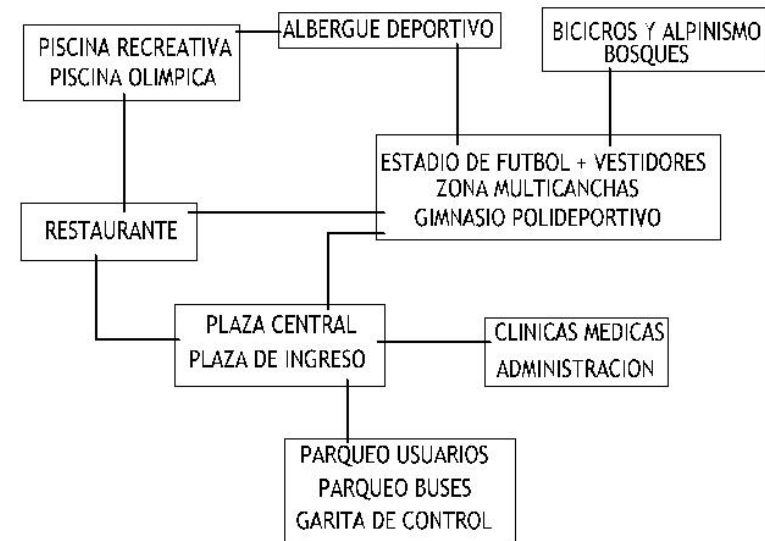 PISCINA RECREATIVA
PISCINA OLIMPICA
ALBERGUE DEPORTIVO
BICICROS Y ALPINISMO
BOSQUES
ESTADIO DE FUTBOL + VESTIDORES
ZONA MULTICANCHAS
GIMNASIO POLIDEPORTIVO
RESTAURANTE
PLAZA CENTRAL
PLAZA DE INGRESO
CLINICAS MEDICAS
ADMINISTRACION
PARQUEO USUARIOS
PARQUEO BUSES
GARITA DE CONTROL